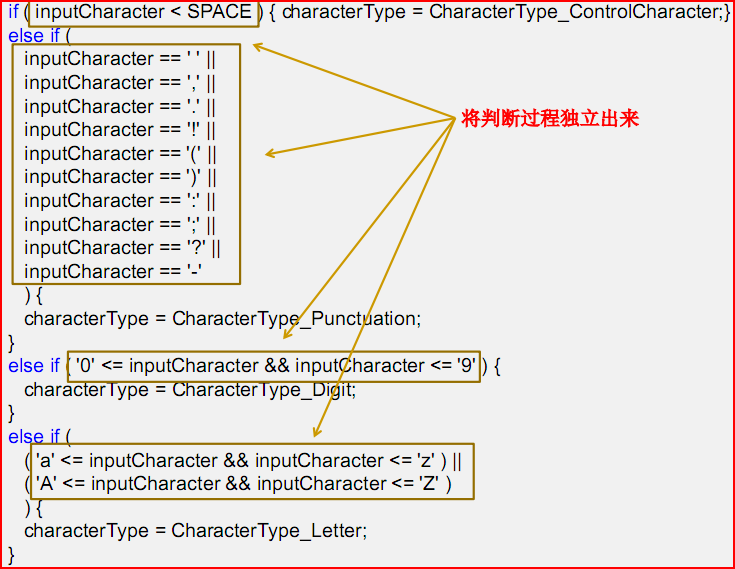 if ( inputCharacter < SPACE ) { characterType = CharacterType_ControlCharacter;}
else if (
inputCharacter == ' ' ||
inputCharacter == ',' ||
inputCharacter == '.' ||
inputCharacter == '!' ||
将判断过程独立出来
inputCharacter == '(' ||
inputCharacter == ')' ||
inputCharacter == ':' ||
inputCharacter == ';' ||
inputCharacter == '?' ||
inputCharacter == '-'
) {
characterType = CharacterType_Punctuation;
}
else if ( '0' <= inputCharacter && inputCharacter <= '9' ) {
characterType = CharacterType_Digit;
}
else if (
( 'a' <= inputCharacter && inputCharacter <= 'z' ) ||
( 'A' <= inputCharacter && inputCharacter <= 'Z' )
) {
characterType = CharacterType_Letter;
}